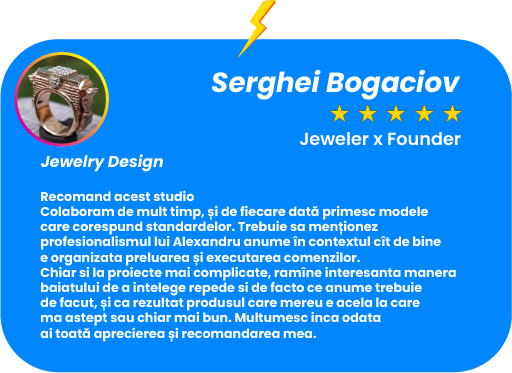 Serghei Bogaciov
Jeweler x Founder
Jewelry Design
Recomand acest studio
Colaboram de mult timp, și de fiecare dată primesc modele
care corespund standardelor. Trebuie sa menționez
profesionalismul lui Alexandru anume în contextul cît de bine
e organizata preluarea și executarea comenzilor.
Chiar si la proiecte mai complicate, ramîne interesanta manera
baiatului de a intelege repede si de facto ce anume trebuie
de facut, și ca rezultat produsul care mereu e acela la care
ma astept sau chiar mai bun. Multumesc inca odata
ai toată aprecierea și recomandarea mea.